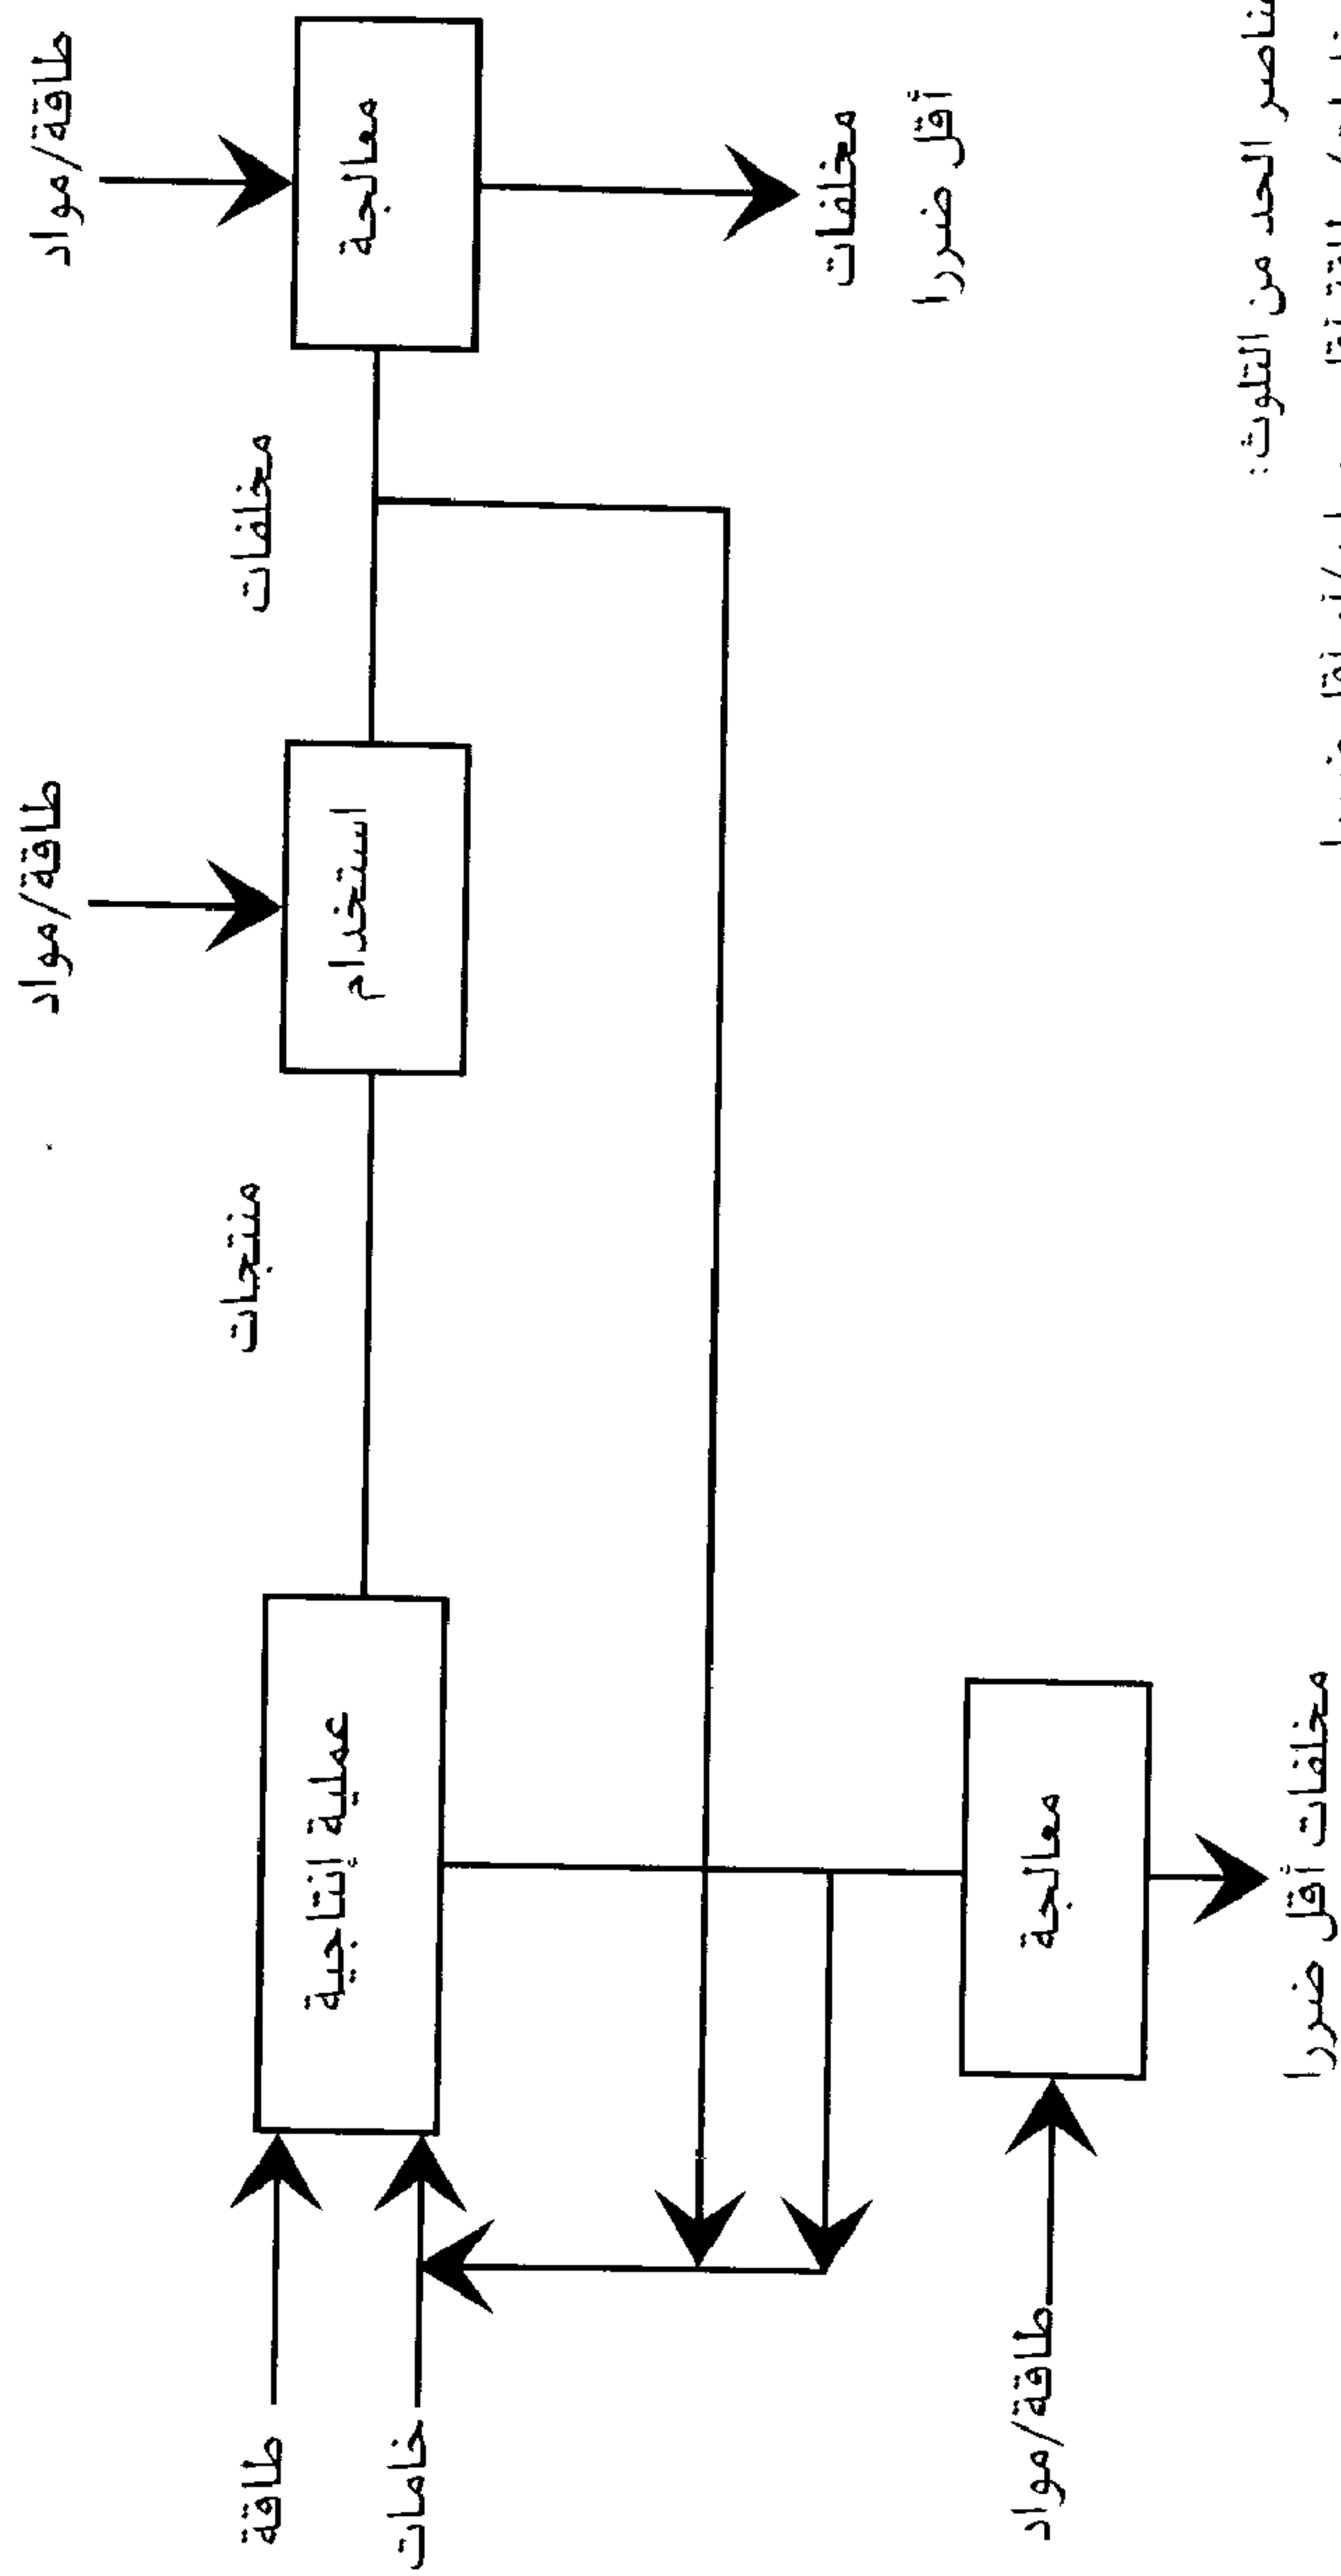 طاقة/مواد
طاقة/مواد
مخلفات
منتجات
معالجة
استخدام
عملية إنتاجية
طاقة
خامات
مخلفات
أقل ضررا
معالجة
طاقة/مواد
مخلفات أقل ضررا
الحد من التلوث: